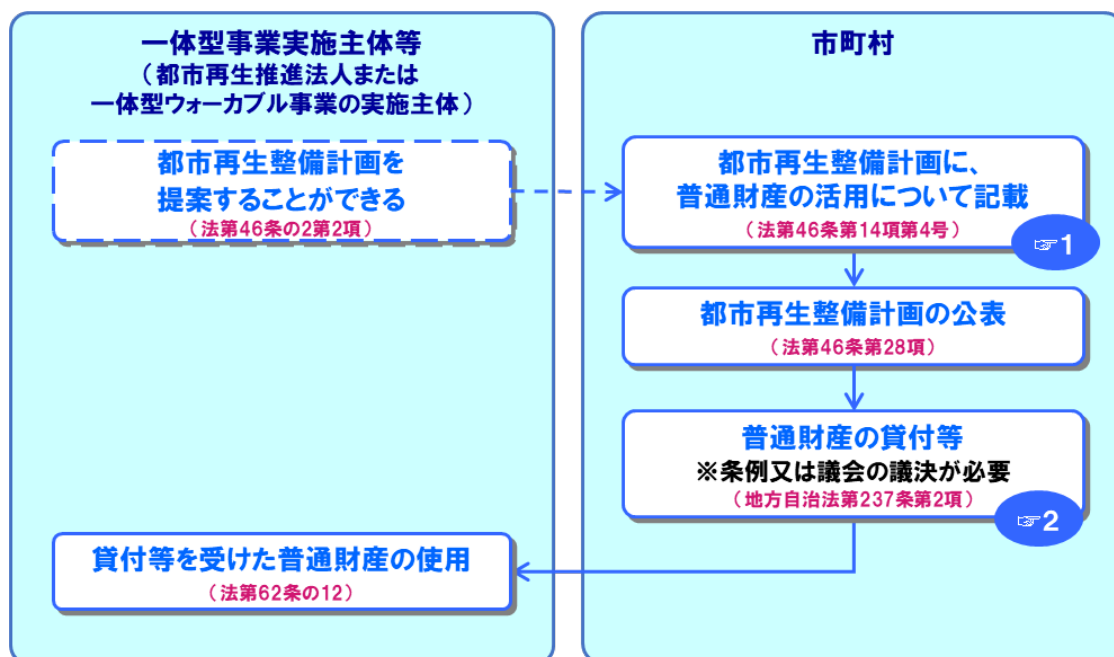 一体型事業実施主体等
（都市再生推進法人または
一体型ウォーカブル事業の実施主体）
都市再生整備計画を
提案することができる
（法第46条の2第2項）
市町村
都市再生整備計画に、
普通財産の活用について記載
（法第46条第14項第4号）
☞1
都市再生整備計画の公表
（法第46条第28項）
普通財産の貸付等
※条例又は議会の議決が必要
（地方自治法第237条第2項）
☞2
貸付等を受けた普通財産の使用
（法第62条の12）